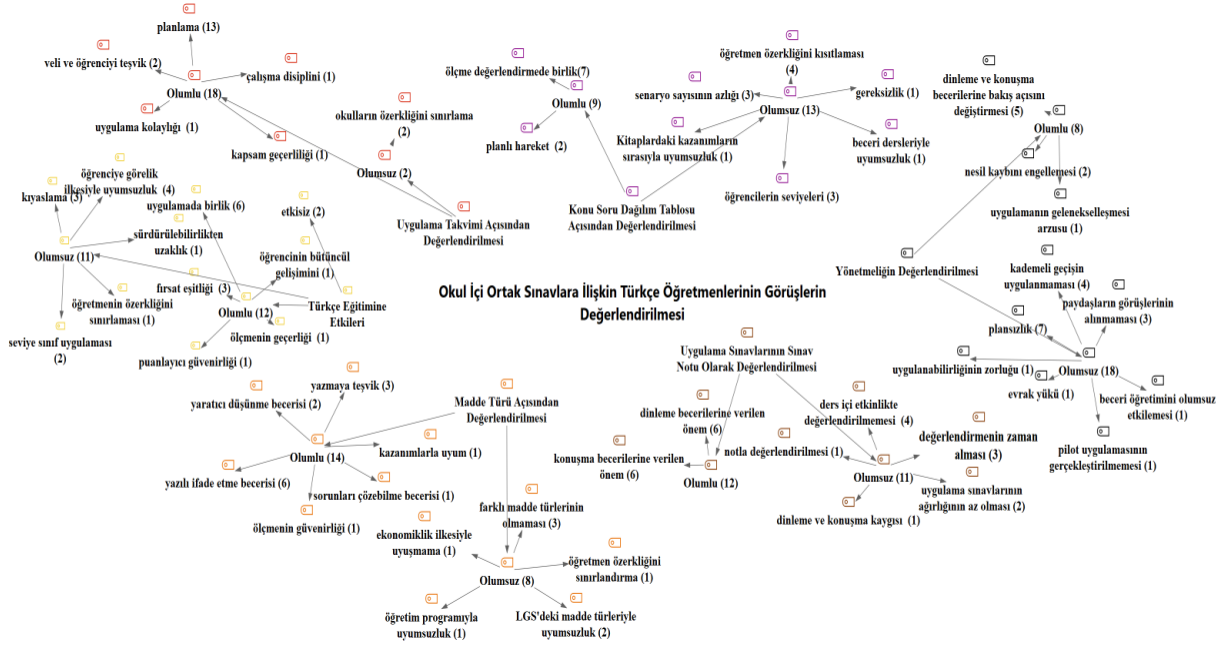 planlama (13)
veli ve öğrenciyi teşvik (2)
çalışma disiplini (1)
Olumlu (18)
uygulama kolaylığı (1)
kapsam geçerliliği (1)
okulların özerkliğini sınırlama
(2)
Olumsuz (2)
Uygulama Takvimi Açısından
Değerlendirilmesi
ölçme değerlendirmede birlik(7)
Olumlu (9)
planlı hareket (2)
öğretmen özerkliğini kısıtlaması
(4)
senaryo sayısının azlığı (3)
Olumsuz (13)
gereksizlik (1)
Kitaplardaki kazanımların
sırasıyla uyumsuzluk (1)
beceri dersleriyle
uyumsuzluk (1)
öğrencilerin seviyeleri (3)
Konu Soru Dağılım Tablosu
Açısından Değerlendirilmesi
dinleme ve konuşma
becerilerine bakış açısını
değiştirmesi (5)
Olumlu (8)
nesil kaybını engellemesi (2)
uygulamanın gelenekselleşmesi
arzusu (1)
Yönetmeliğin Değerlendirilmesi
kademeli geçişin
uygulanmaması (4)
paydaşların görüşlerinin
alınmaması (3)
plansızlık (7)
uygulanabilirliğinin zorluğu (1)
Olumsuz (18)
evrak yükü (1)
beceri öğretimini olumsuz
etkilemesi (1)
pilot uygulamasının
gerçekleştirilmemesi (1)
öğrenciye görelik
ilkesiyle uyumsuzluk (4)
kıyaslama (3)
uygulamada birlik (6)
sürdürülebilirlikten
uzaklık (1)
Olumsuz (11)
etkisiz (2)
öğrencinin bütüncül
gelişimini (1)
fırsat eşitliği (3)
öğretmenin özerkliğini
sınırlaması (1)
Olumlu (12)
Türkçe Eğitimine
Etkileri
seviye sınıf uygulaması
(2)
ölçmenin geçerliği (1)
puanlayıcı güvenirliği (1)
Okul İçi Ortak Sınavlara İlişkin Türkçe Öğretmenlerinin Görüşlerin
Değerlendirilmesi
yazmaya teşvik (3)
yaratıcı düşünme becerisi (2)
Madde Türü Açısından
Değerlendirilmesi
Olumlu (14)
kazanımlarla uyum (1)
yazılı ifade etme becerisi (6)
sorunları çözebilme becerisi (1)
ölçmenin güvenirliği (1)
farklı madde türlerinin
olmaması (3)
ekonomiklik ilkesiyle
uyuşmama (1)
Olumsuz (8)
öğretmen özerkliğini
sınırlandırma (1)
öğretim programıyla
uyumsuzluk (1)
LGS'deki madde türleriyle
uyumsuzluk (2)
Uygulama Sınavlarının Sınav
Notu Olarak Değerlendirilmesi
dinleme becerilerine verilen
önem (6)
konuşma becerilerine verilen
önem (6)
Olumlu (12)
ders içi etkinlikte
değerlendirilmemesi (4)
notla değerlendirilmesi (1)
değerlendirmenin zaman
alması (3)
Olumsuz (11)
uygulama sınavlarının
ağırlığının az olması (2)
dinleme ve konuşma kaygısı (1)